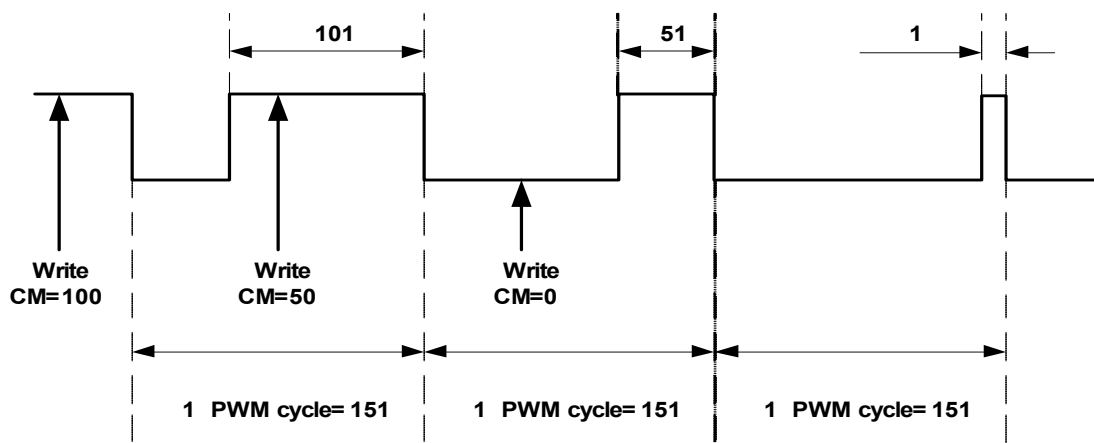 101
51
1
Write
CM=100
Write
CM=50
Write
CM=0
1 PWM cycle= 151
1 PWM cycle= 151
1 PWM cycle= 151